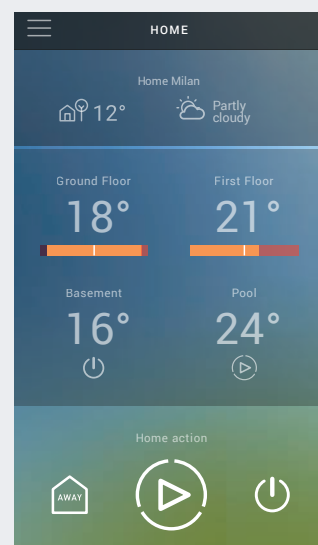 HOME
Home Milan
12°
Partly
cloudy
Ground Floor
First Floor
18°
21°
Basement
Pool
16°
24°
Home action
AWAY